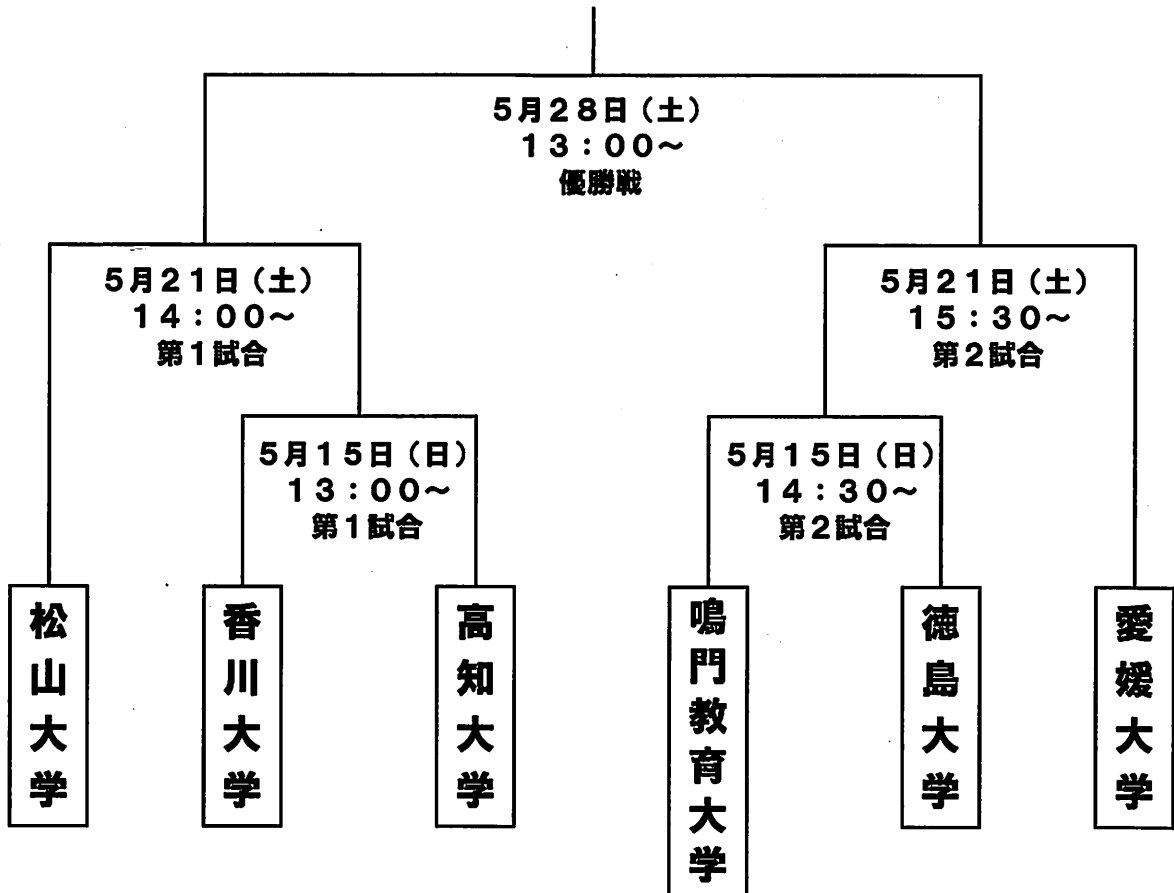 5月28日（土）
13：00～
優勝戦
5月21日（土）
14：00～
第1試合
5月21日（土）
15：30～
第2試合
5月15日（日）
13：00～
第1試合
5月15日（日）
14：30～
第2試合
松山大学
香川大学
高知大学
鳴門教育大学
徳島大学
愛媛大学